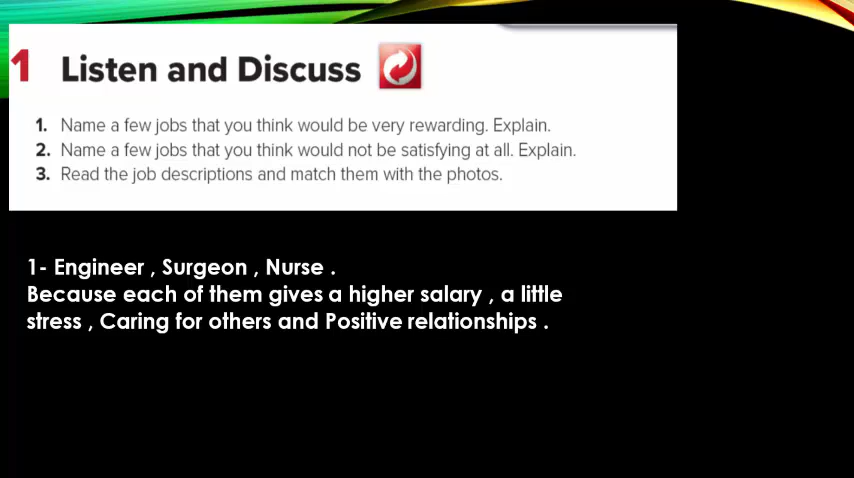 1 Listen and Discuss
1. Name a few jobs that you think would be very rewarding. Explain.
2. Name a few jobs that you think would not be satisfying at all. Explain.
3. Read the job descriptions and match them with the photos.
1- Engineer , Surgeon , Nurse .
Because each of them gives a higher salary , a little
stress , Caring for others and Positive relationships .